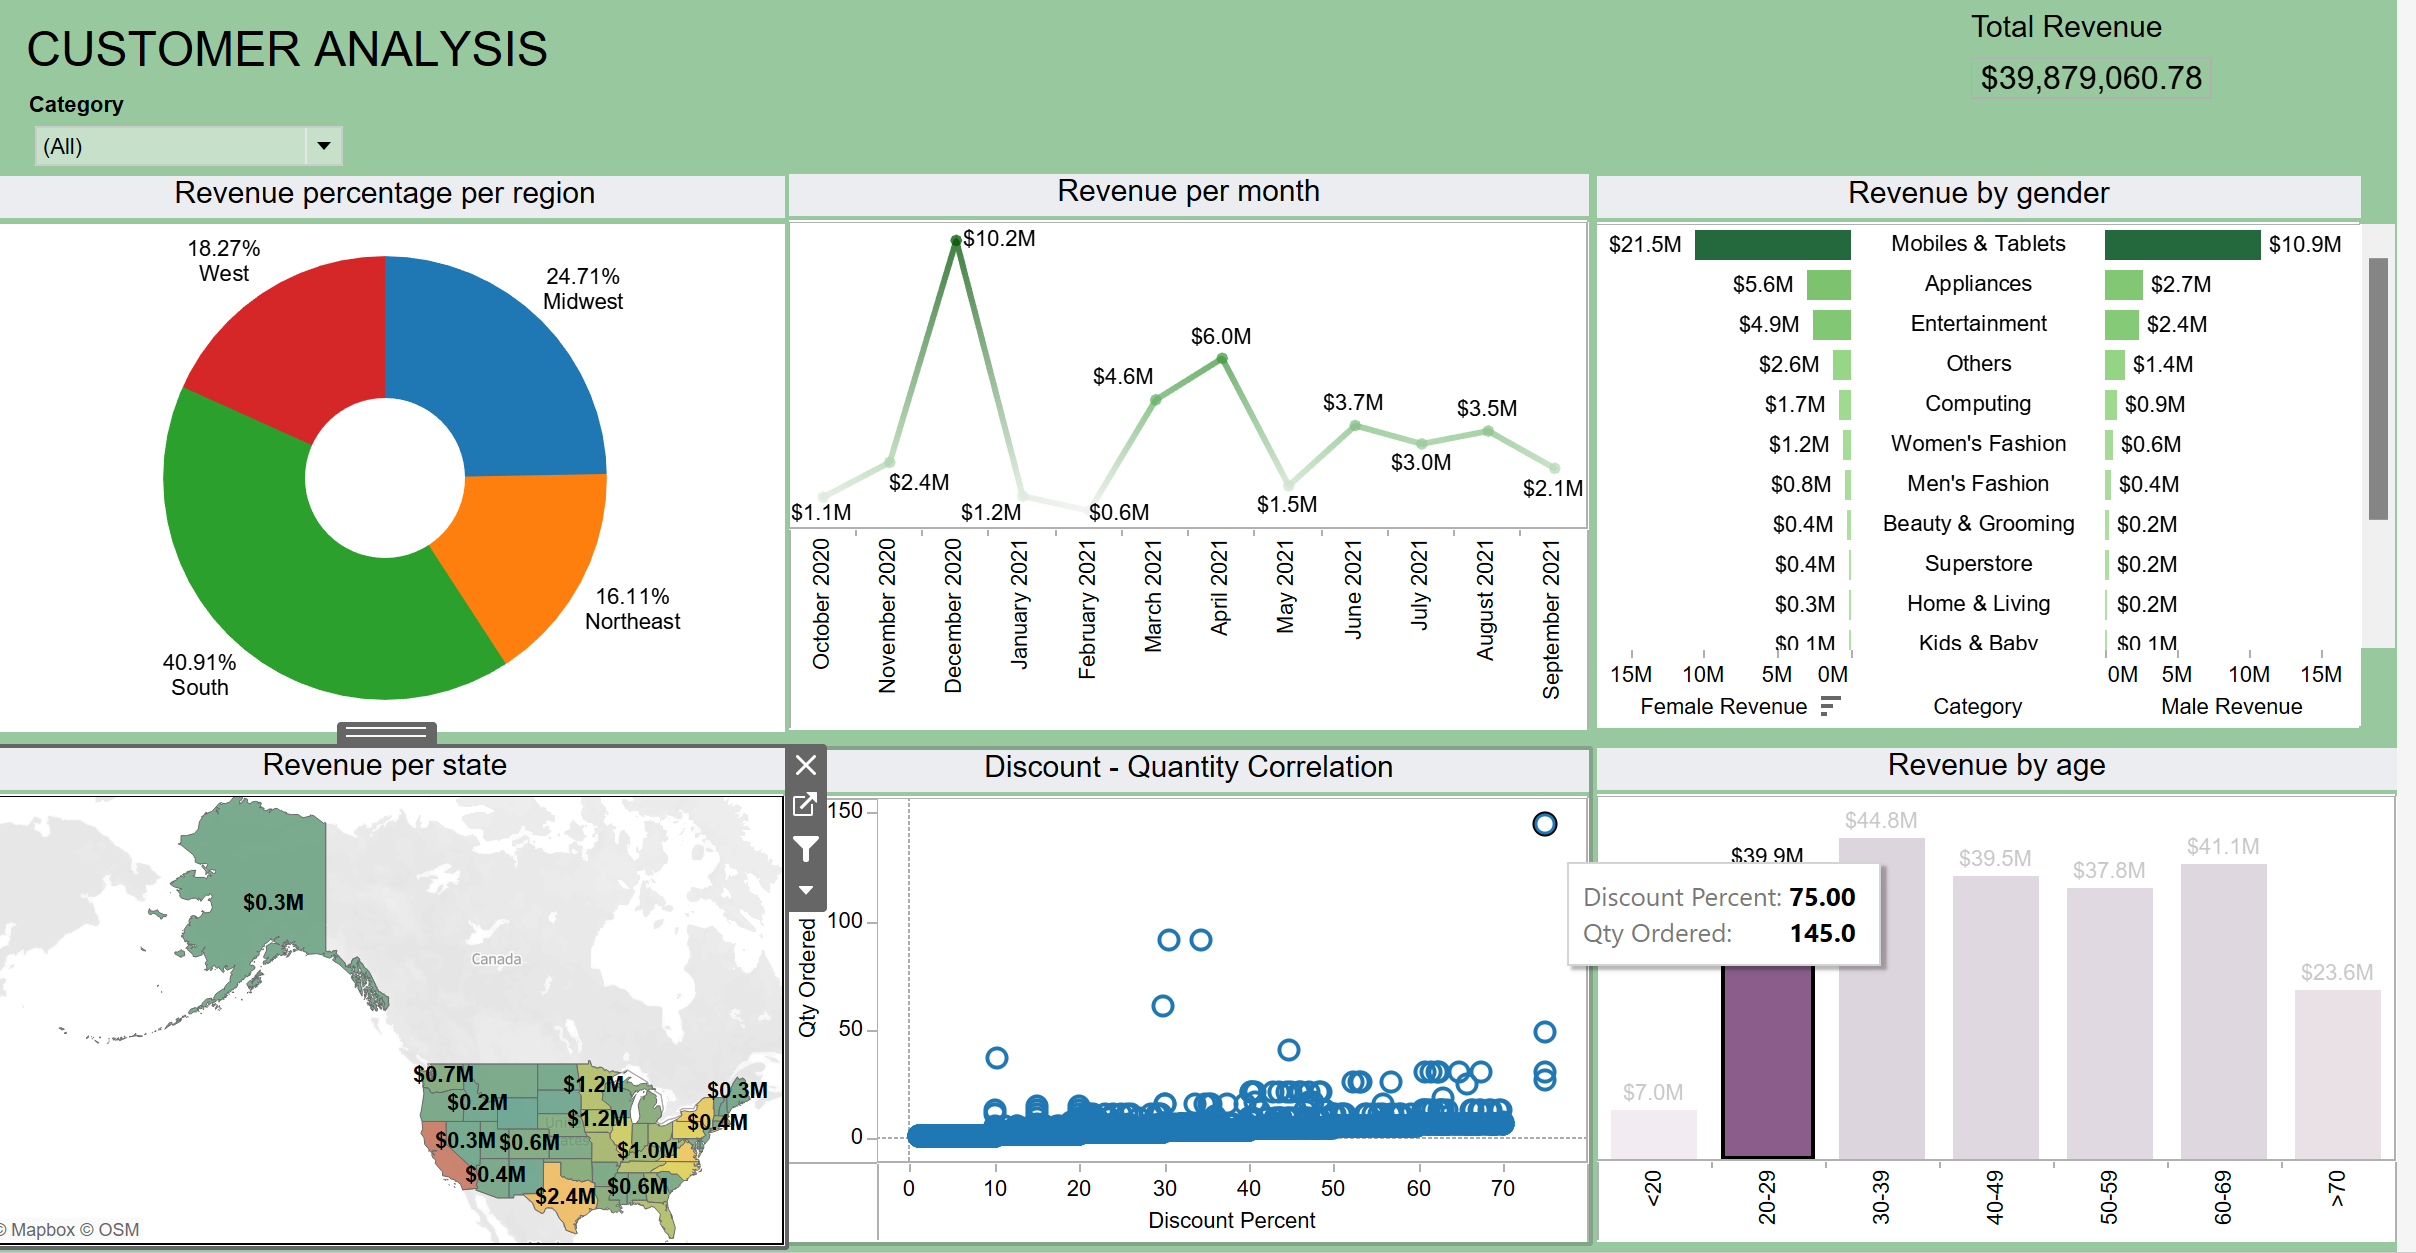 CUSTOMER ANALYSIS
Total Revenue
$39,879,060.78
Category
(All)
Revenue percentage per region
18.27%
West
24.71%
Midwest
16.11%
Northeast
40.91%
South
Revenue per month
$10.2M
$6.0M
$4.6M
$3.7M
$3.5M
$3.0M
$2.4M
$2.1M
$1.5M
$1.1M
$1.2M
$0.6M
October 2020
November 2020
December 2020
January 2021
February 2021
March 2021
April 2021
May 2021
June 2021
July 2021
August 2021
September 2021
Revenue by gender
$21.5M Mobiles & Tablets $10.9M
$5.6M Appliances $2.7M
$4.9M Entertainment $2.4M
$2.6M Others $1.4M
$1.7M Computing $0.9M
$1.2M Women's Fashion $0.6M
$0.8M Men's Fashion $0.4M
$0.4M Beauty & Grooming $0.2M
$0.4M Superstore $0.2M
$0.3M Home & Living $0.2M
$0.1M Kids & Baby $0.1M
15M 10M 5M 0M 0M 5M 10M 15M
Female Revenue Category Male Revenue
Revenue per state
$0.3M
Canada
$0.7M
$1.2M
$0.3M
$0.2M
$1.2M
$0.4M
$0.3M
$0.6M
$1.0M
$0.4M
$2.4M
$0.6M
© Mapbox © OSM
Discount - Quantity Correlation
150
100
50
0
Qty Ordered
0 10 20 30 40 50 60 70
Discount Percent
Discount Percent: 75.00
Qty Ordered: 145.0
Revenue by age
$7.0M
$39.9M
$44.8M
$39.5M
$37.8M
$41.1M
$23.6M
<20
20-29
30-39
40-49
50-59
60-69
>70